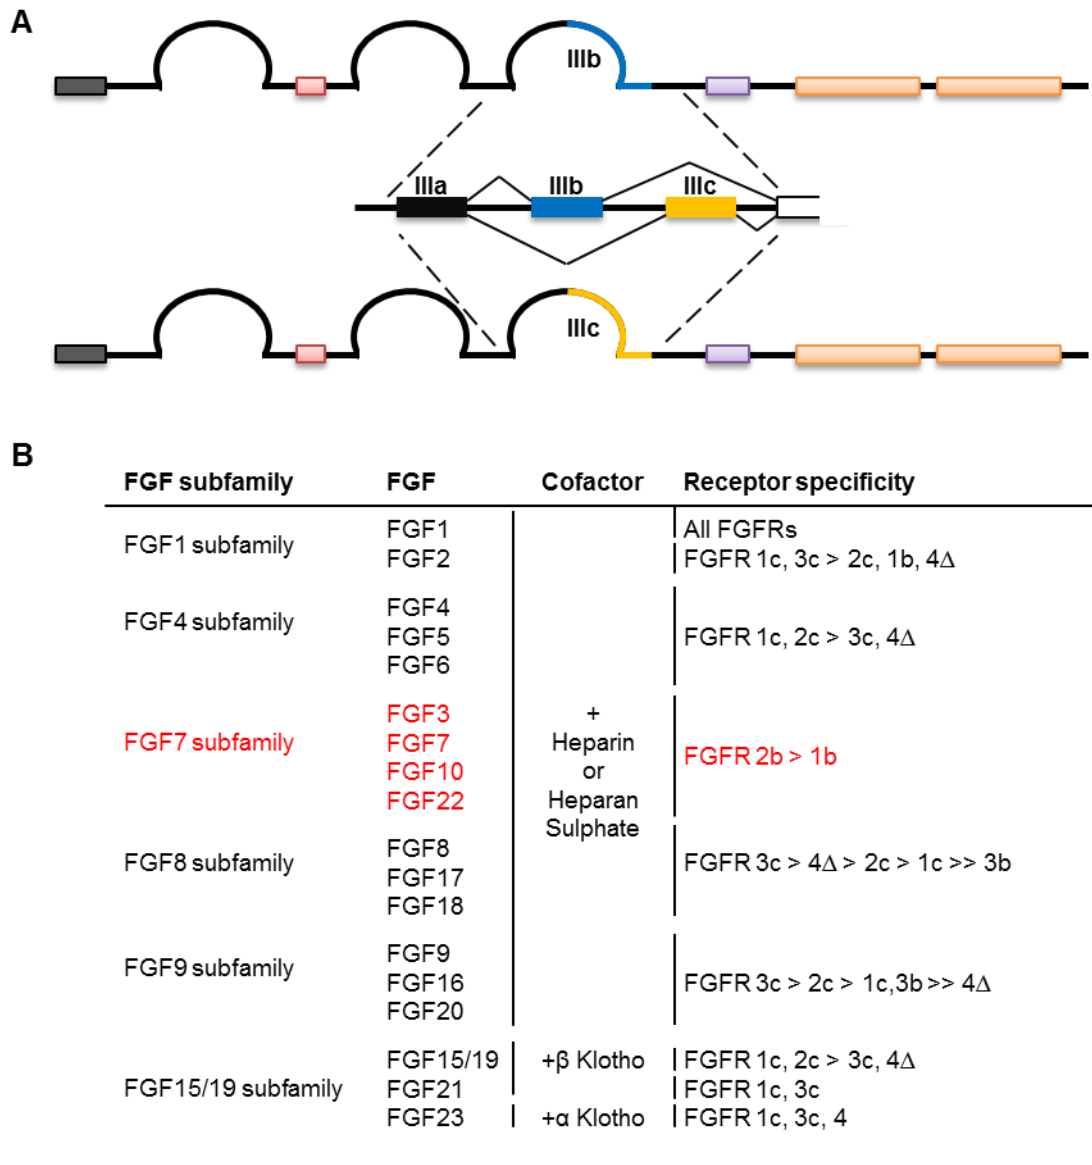 A
IIIb
IIIa IIIb IIIc
IIIc
B
FGF subfamily FGF Cofactor Receptor specificity
FGF1 subfamily
FGF1
FGF2
All FGFRs
FGFR 1c, 3c > 2c, 1b, 4Δ
FGF4 subfamily
FGF4
FGF5
FGF6
FGFR 1c, 2c > 3c, 4Δ
FGF7 subfamily
FGF3
FGF7
FGF10
FGF22
+
Heparin
or
Heparan
Sulphate
FGFR 2b > 1b
FGF8 subfamily
FGF8
FGF17
FGF18
FGFR 3c > 4Δ > 2c > 1c >> 3b
FGF9 subfamily
FGF9
FGF16
FGF20
FGFR 3c > 2c > 1c,3b >> 4Δ
FGF15/19 subfamily
FGF15/19
FGF21
FGF23
+β Klotho
+α Klotho
FGFR 1c, 2c > 3c, 4Δ
FGFR 1c, 3c
FGFR 1c, 3c, 4